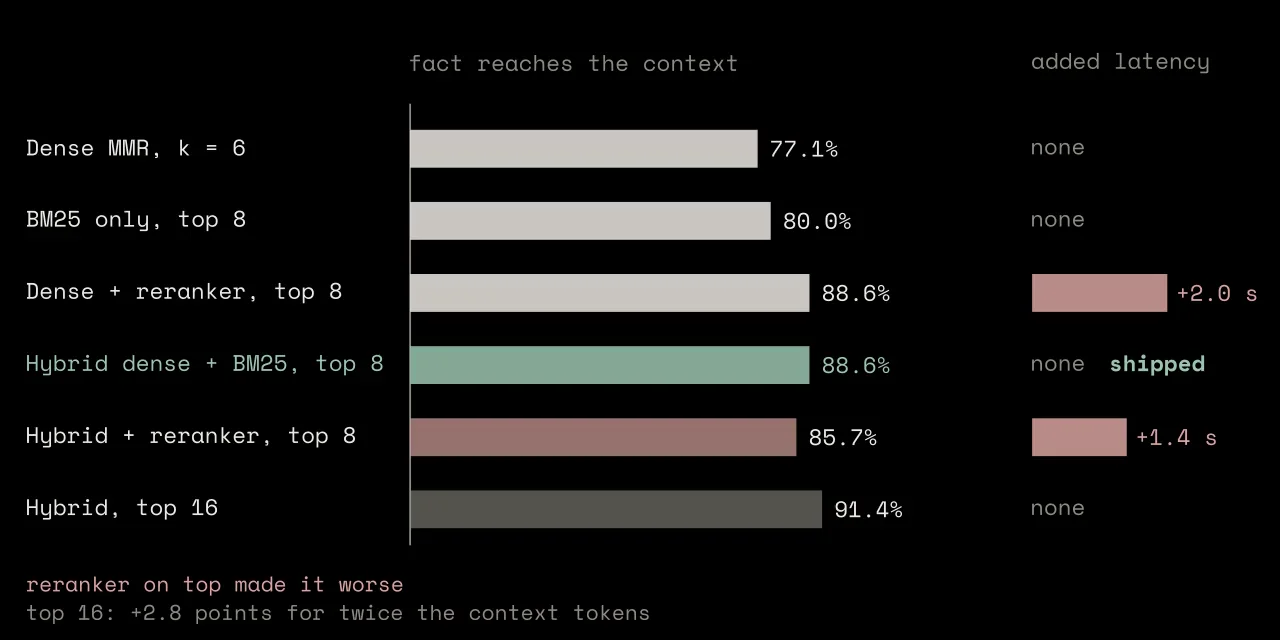 fact reaches the context added latency
Dense MMR, k = 6 77.1% none
BM25 only, top 8 80.0% none
Dense + reranker, top 8 88.6% +2.0 s
Hybrid dense + BM25, top 8 88.6% none shipped
Hybrid + reranker, top 8 85.7% +1.4 s
Hybrid, top 16 91.4% none
reranker on top made it worse
top 16: +2.8 points for twice the context tokens